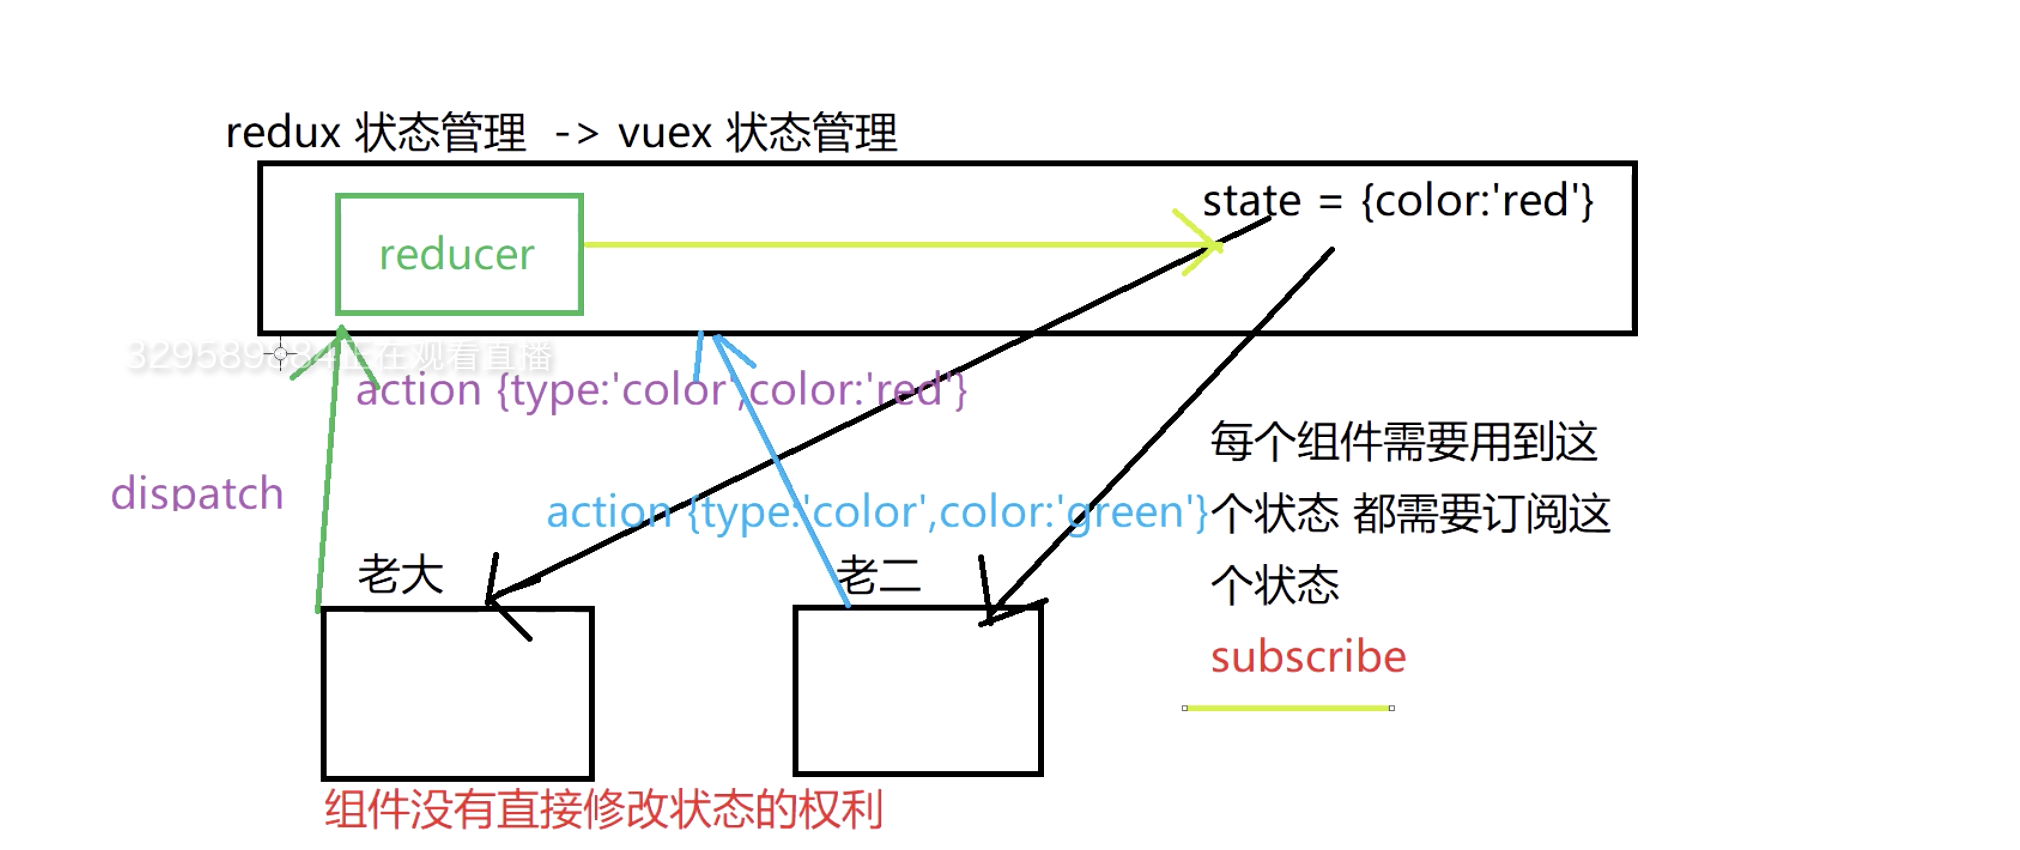 redux 状态管理 -> vuex 状态管理
state = {color:'red'}
reducer
正在观看直播
action {type:'color',color:'red'}
每个组件需要用到这
dispatch
action {type:'color',color:'green'}
个状态 都需要订阅这
老大
老二
个状态
subscribe
组件没有直接修改状态的权利